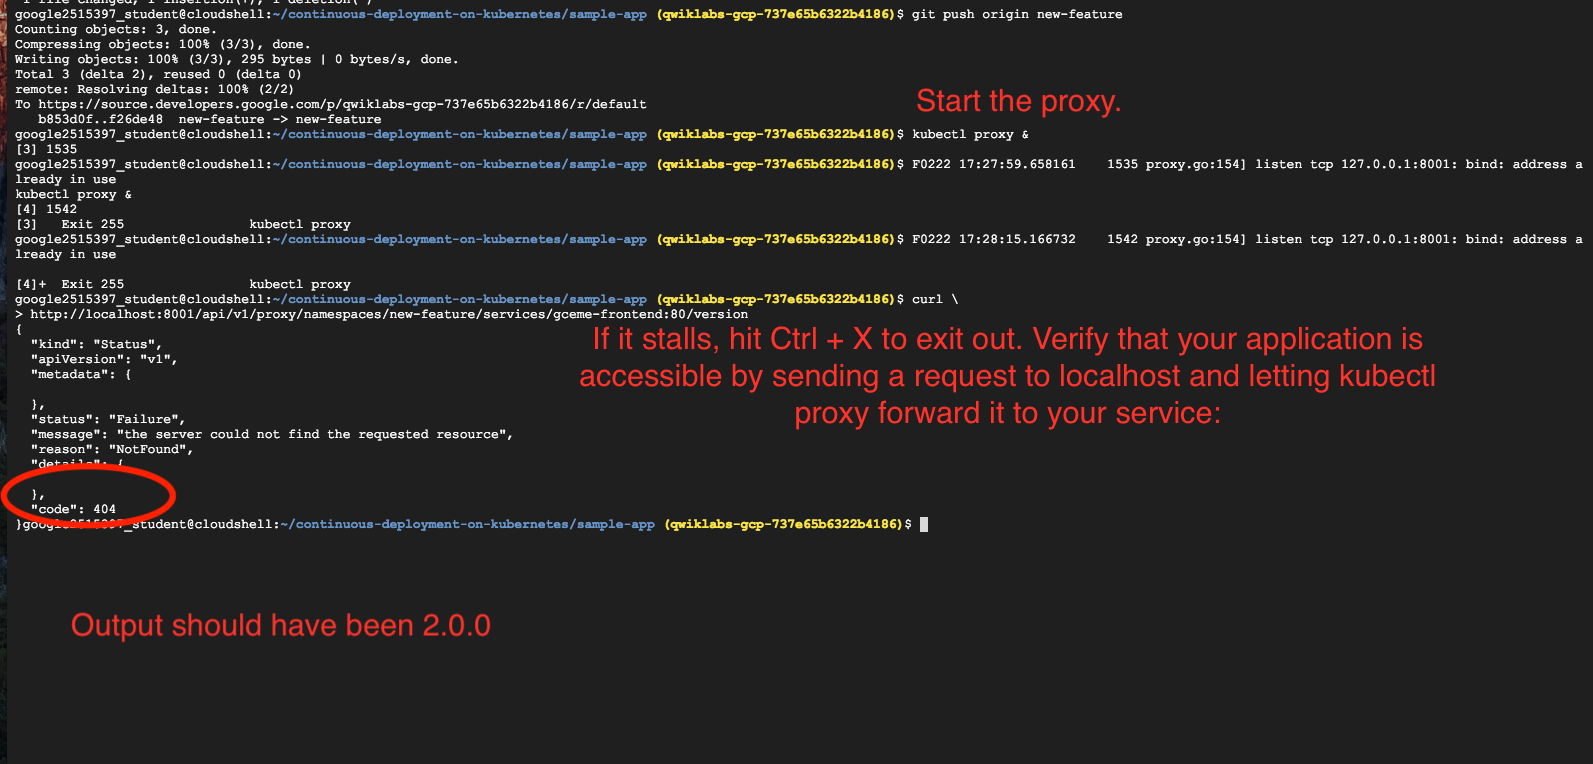 1 file changed, 1 insertion(+), 1 deletion(-)
google2515397_student@cloudshell:~/continuous-deployment-on-kubernetes/sample-app (qwiklabs-gcp-737e65b6322b4186)$ git push origin new-feature
Counting objects: 3, done.
Compressing objects: 100% (3/3), done.
Writing objects: 100% (3/3), 295 bytes | 0 bytes/s, done.
Total 3 (delta 2), reused 0 (delta 0)
remote: Resolving deltas: 100% (2/2)
To https://source.developers.google.com/p/qwiklabs-gcp-737e65b6322b4186/r/default
Start the proxy.
b853d0f..f26de48  new-feature -> new-feature
google2515397_student@cloudshell:~/continuous-deployment-on-kubernetes/sample-app (qwiklabs-gcp-737e65b6322b4186)$ kubectl proxy &
[3] 1535
google2515397_student@cloudshell:~/continuous-deployment-on-kubernetes/sample-app (qwiklabs-gcp-737e65b6322b4186)$ F0222 17:27:59.658161    1535 proxy.go:154] listen tcp 127.0.0.1:8001: bind: address a
lready in use
kubectl proxy &
[4] 1542
[3]   Exit 255                kubectl proxy
google2515397_student@cloudshell:~/continuous-deployment-on-kubernetes/sample-app (qwiklabs-gcp-737e65b6322b4186)$ F0222 17:28:15.166732    1542 proxy.go:154] listen tcp 127.0.0.1:8001: bind: address a
lready in use
[4]+  Exit 255                kubectl proxy
google2515397_student@cloudshell:~/continuous-deployment-on-kubernetes/sample-app (qwiklabs-gcp-737e65b6322b4186)$ curl \
> http://localhost:8001/api/v1/proxy/namespaces/new-feature/services/gceme-frontend:80/version
{
"kind": "Status",
"apiVersion": "v1",
"metadata": {
If it stalls, hit Ctrl + X to exit out. Verify that your application is
accessible by sending a request to localhost and letting kubectl
proxy forward it to your service:
},
"status": "Failure",
"message": "the server could not find the requested resource",
"reason": "NotFound",
"details": {
},
"code": 404
}google2515397_student@cloudshell:~/continuous-deployment-on-kubernetes/sample-app (qwiklabs-gcp-737e65b6322b4186)$
Output should have been 2.0.0